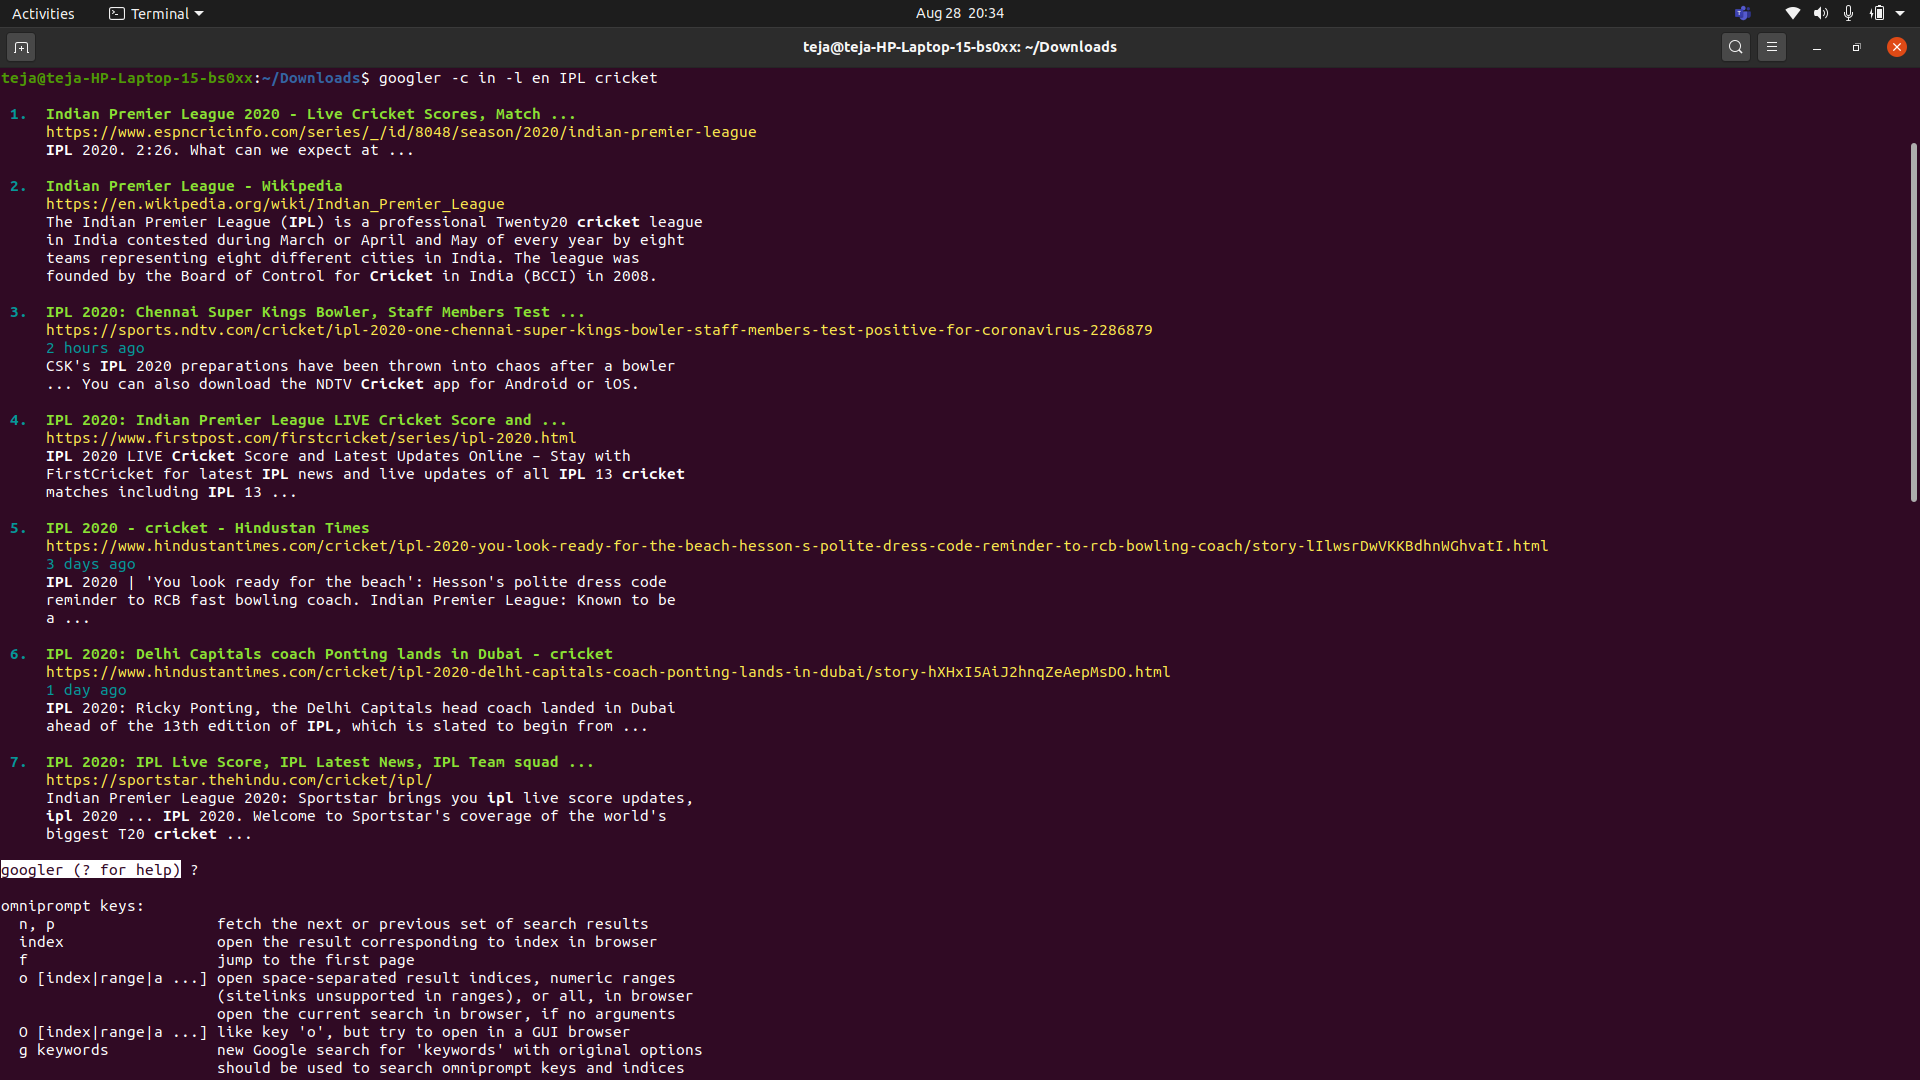 Activities Terminal Aug 28 20:34
teja@teja-HP-Laptop-15-bs0xx: ~/Downloads
teja@teja-HP-Laptop-15-bs0xx:~/Downloads$ googler -c in -l en IPL cricket
1. Indian Premier League 2020 - Live Cricket Scores, Match ...
https://www.espncricinfo.com/series/_/id/8048/season/2020/indian-premier-league
IPL 2020. 2:26. What can we expect at ...
2. Indian Premier League - Wikipedia
https://en.wikipedia.org/wiki/Indian_Premier_League
The Indian Premier League (IPL) is a professional Twenty20 cricket league
in India contested during March or April and May of every year by eight
teams representing eight different cities in India. The league was
founded by the Board of Control for Cricket in India (BCCI) in 2008.
3. IPL 2020: Chennai Super Kings Bowler, Staff Members Test ...
https://sports.ndtv.com/cricket/ipl-2020-one-chennai-super-kings-bowler-staff-members-test-positive-for-coronavirus-2286879
2 hours ago
CSK's IPL 2020 preparations have been thrown into chaos after a bowler
... You can also download the NDTV Cricket app for Android or iOS.
4. IPL 2020: Indian Premier League LIVE Cricket Score and ...
https://www.firstpost.com/firstcricket/series/ipl-2020.html
IPL 2020 LIVE Cricket Score and Latest Updates Online – Stay with
FirstCricket for latest IPL news and live updates of all IPL 13 cricket
matches including IPL 13 ...
5. IPL 2020 - cricket - Hindustan Times
https://www.hindustantimes.com/cricket/ipl-2020-you-look-ready-for-the-beach-hesson-s-polite-dress-code-reminder-to-rcb-bowling-coach/story-lIlwsrDwVKKBdhnWGhvatI.html
3 days ago
IPL 2020 | 'You look ready for the beach': Hesson's polite dress code
reminder to RCB fast bowling coach. Indian Premier League: Known to be
a ...
6. IPL 2020: Delhi Capitals coach Ponting lands in Dubai - cricket
https://www.hindustantimes.com/cricket/ipl-2020-delhi-capitals-coach-ponting-lands-in-dubai/story-hXHxI5AiJ2hnqZeAepMsDO.html
1 day ago
IPL 2020: Ricky Ponting, the Delhi Capitals head coach landed in Dubai
ahead of the 13th edition of IPL, which is slated to begin from ...
7. IPL 2020: IPL Live Score, IPL Latest News, IPL Team squad ...
https://sportstar.thehindu.com/cricket/ipl/
Indian Premier League 2020: Sportstar brings you ipl live score updates,
ipl 2020 ... IPL 2020. Welcome to Sportstar's coverage of the world's
biggest T20 cricket ...
googler (? for help) ?
omniprompt keys:
n, p fetch the next or previous set of search results
index open the result corresponding to index in browser
f jump to the first page
o [index|range|a ...] open space-separated result indices, numeric ranges
(sitelinks unsupported in ranges), or all, in browser
open the current search in browser, if no arguments
O [index|range|a ...] like key 'o', but try to open in a GUI browser
g keywords new Google search for 'keywords' with original options
should be used to search omniprompt keys and indices